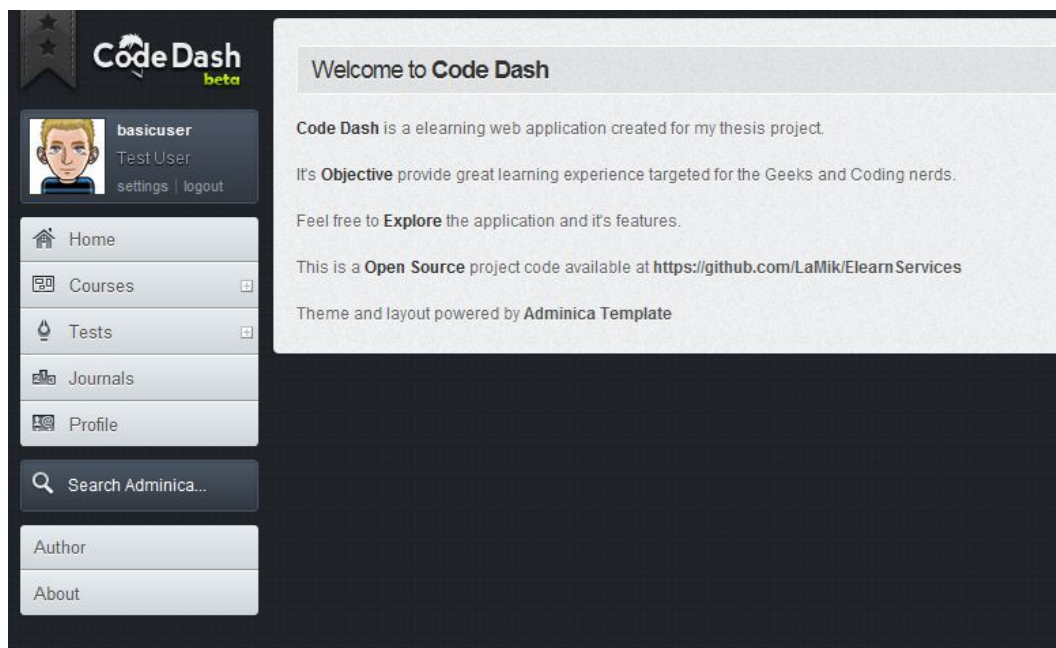 Code Dash
beta
basicuser
Test User
settings | logout
Home
Courses
Tests
Journals
Profile
Search Adminica...
Author
About
Welcome to Code Dash
Code Dash is a elearning web application created for my thesis project.
It's Objective provide great learning experience targeted for the Geeks and Coding nerds.
Feel free to Explore the application and it's features.
This is a Open Source project code available at https://github.com/LaMik/ElearnServices
Theme and layout powered by Adminica Template